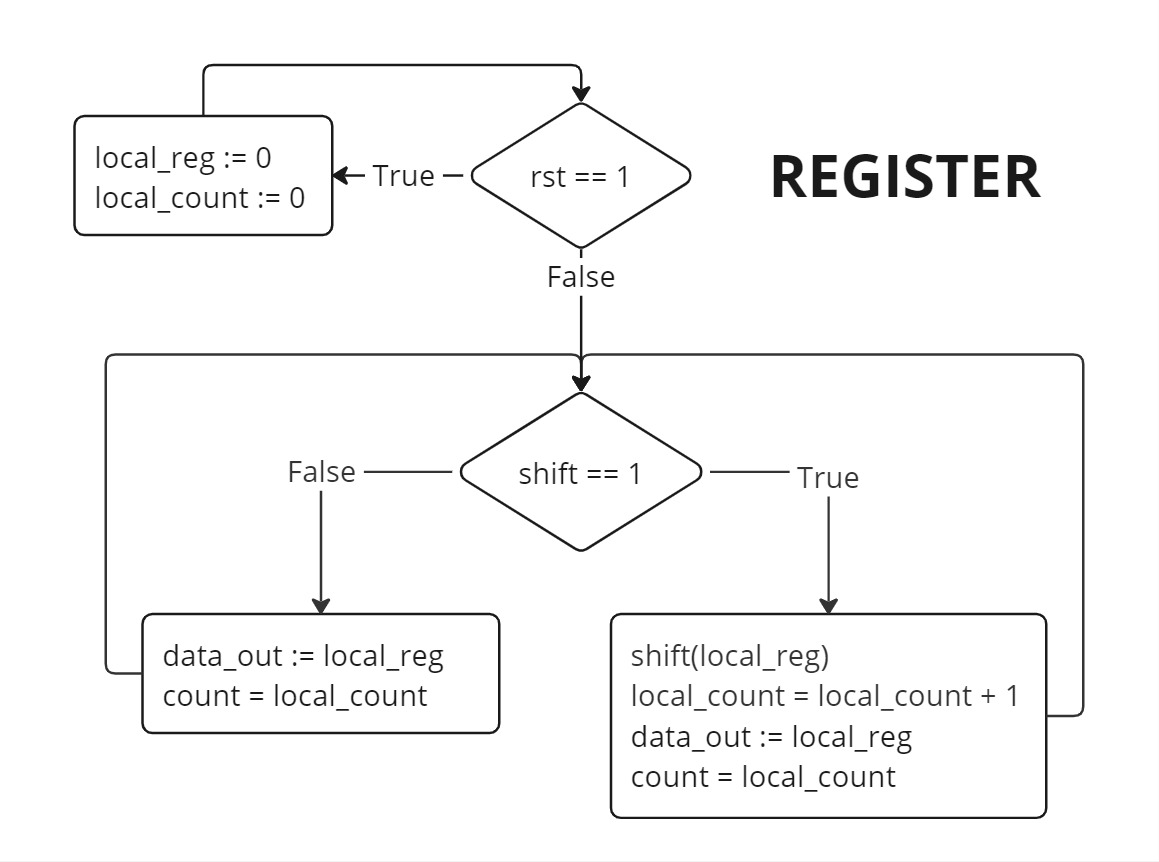 REGISTER
rst == 1
True
local_reg := 0
local_count := 0
False
shift == 1
False
True
data_out := local_reg
count = local_count
shift(local_reg)
local_count = local_count + 1
data_out := local_reg
count = local_count